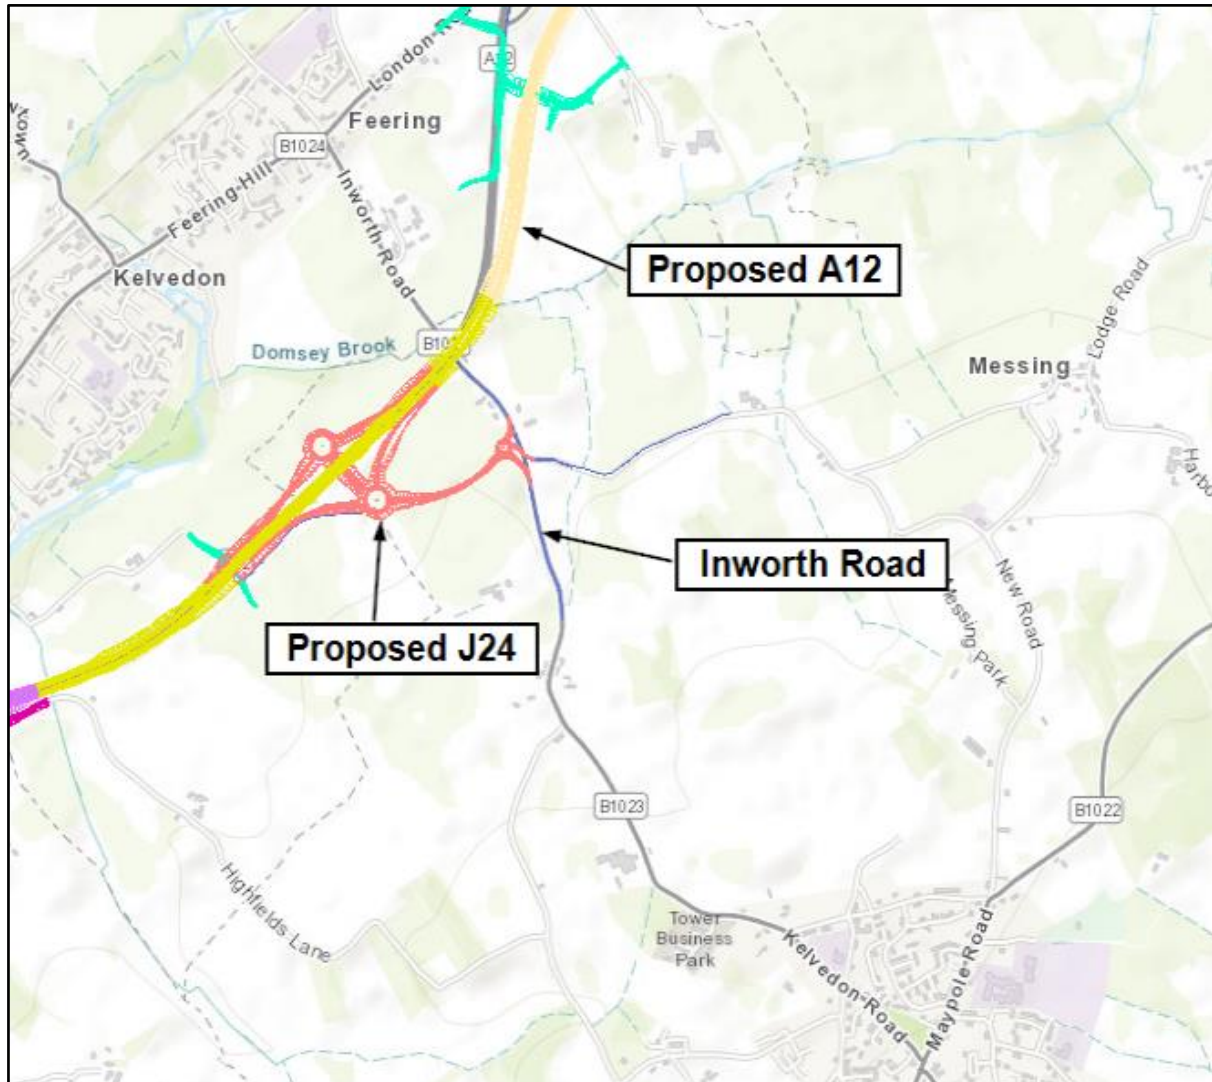 London-R
A12
Feering
B1024
Feering-Hill
Inworth-Road
Kelvedon
Proposed A12
Domsey Brook
Lodge Road
Messing
Inworth Road
New Road
Messing Park
Proposed J24
B1023
B1022
Highfields Lane
Tower
Business
Park
Kelvedon-Road
Maypole-Road